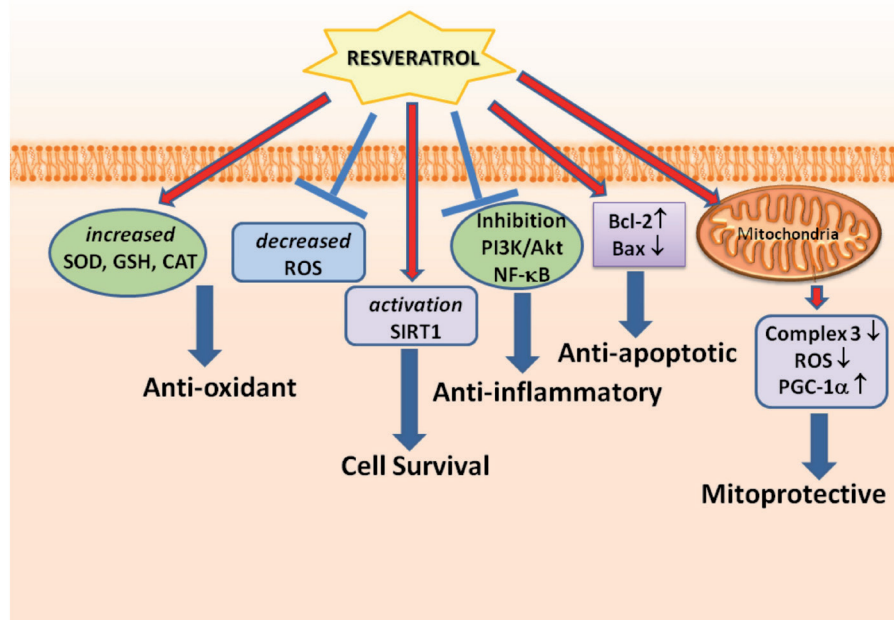 RESVERATROL
increased
SOD, GSH, CAT
decreased
ROS
activation
SIRT1
Inhibition
PI3K/Akt
NF-κB
Bcl-2↑
Bax ↓
Mitochondria
Complex 3 ↓
ROS ↓
PGC-1α ↑
Anti-oxidant
Cell Survival
Anti-inflammatory
Anti-apoptotic
Mitoprotective